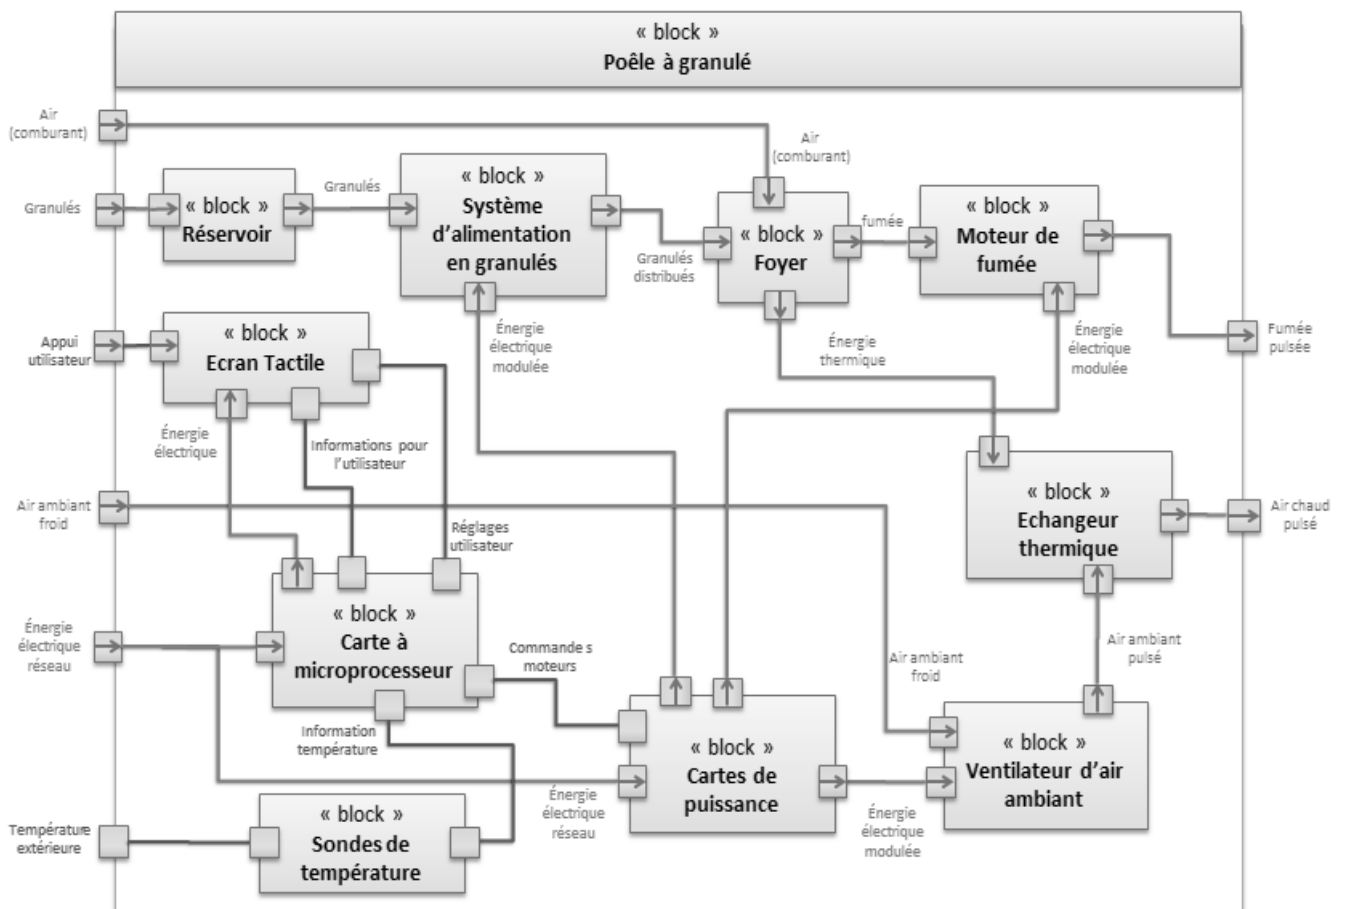 « block »
Poêle à granulé
Air
(comburant)
Air
(comburant)
Granulés
« block »
Réservoir
Granulés
« block »
Système
d’alimentation
en granulés
Granulés
distribués
« block »
Foyer
fumée
« block »
Moteur de
fumée
Appui
utilisateur
« block »
Ecran Tactile
Énergie
électrique
modulée
Énergie
thermique
Énergie
électrique
modulée
Fumée
pulsée
Énergie
électrique
Informations pour
l’utilisateur
Air ambiant
froid
Réglages
utilisateur
« block »
Echangeur
thermique
Air chaud
pulsé
Énergie
électrique
réseau
« block »
Carte à
microprocesseur
Commande s
moteurs
Air ambiant
froid
Air ambiant
pulsé
Information
température
« block »
Cartes de
puissance
« block »
Ventilateur d’air
ambiant
Énergie
électrique
réseau
Énergie
électrique
modulée
Température
extérieure
« block »
Sondes de
température